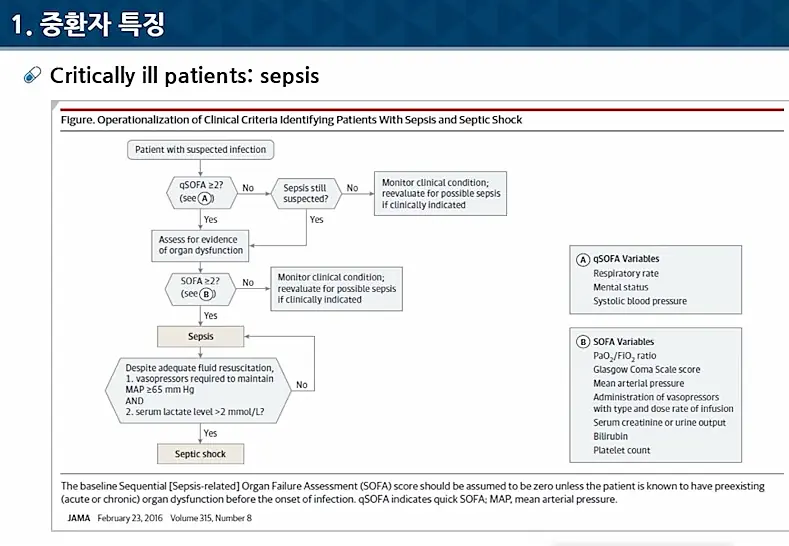 1. 중환자 특징
Critically ill patients: sepsis
Figure. Operationalization of Clinical Criteria Identifying Patients With Sepsis and Septic Shock
Patient with suspected infection
qSOFA ≥2?
(see Ⓐ)
No
Sepsis still
suspected?
No
Monitor clinical condition;
reevaluate for possible sepsis
if clinically indicated
Yes
Yes
Assess for evidence
of organ dysfunction
SOFA ≥2?
(see Ⓑ)
No
Monitor clinical condition;
reevaluate for possible sepsis
if clinically indicated
Yes
Sepsis
Despite adequate fluid resuscitation,
1. vasopressors required to maintain
MAP ≥65 mm Hg
AND
2. serum lactate level >2 mmol/L?
No
Yes
Septic shock
Ⓐ qSOFA Variables
Respiratory rate
Mental status
Systolic blood pressure
Ⓑ SOFA Variables
PaO₂/FiO₂ ratio
Glasgow Coma Scale score
Mean arterial pressure
Administration of vasopressors
with type and dose rate of infusion
Serum creatinine or urine output
Bilirubin
Platelet count
The baseline Sequential [Sepsis-related] Organ Failure Assessment (SOFA) score should be assumed to be zero unless the patient is known to have preexisting
(acute or chronic) organ dysfunction before the onset of infection. qSOFA indicates quick SOFA; MAP, mean arterial pressure.
JAMA February 23, 2016 Volume 315, Number 8